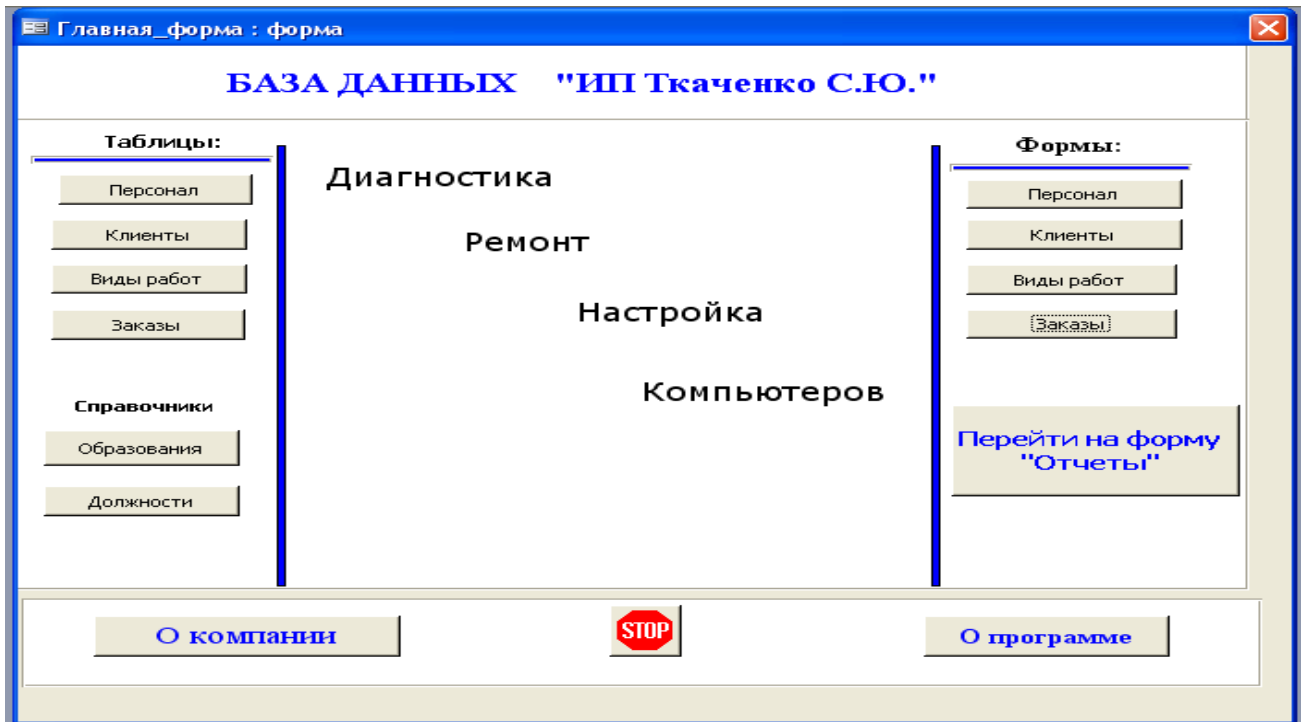 Главная_форма : форма
БАЗА ДАННЫХ "ИП Ткаченко С.Ю."
Таблицы:
Персонал
Клиенты
Виды работ
Заказы
Справочники
Образования
Должности
Диагностика
Ремонт
Настройка
Компьютеров
Формы:
Персонал
Клиенты
Виды работ
Заказы
Перейти на форму
"Отчеты"
О компании
STOP
О программе